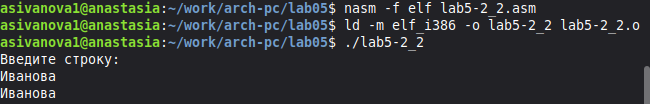 asivanova1@anastasia:~/work/arch-pc/lab05$ nasm -f elf lab5-2_2.asm
asivanova1@anastasia:~/work/arch-pc/lab05$ ld -m elf_i386 -o lab5-2_2 lab5-2_2.o
asivanova1@anastasia:~/work/arch-pc/lab05$ ./lab5-2_2
Введите строку:
Иванова
Иванова